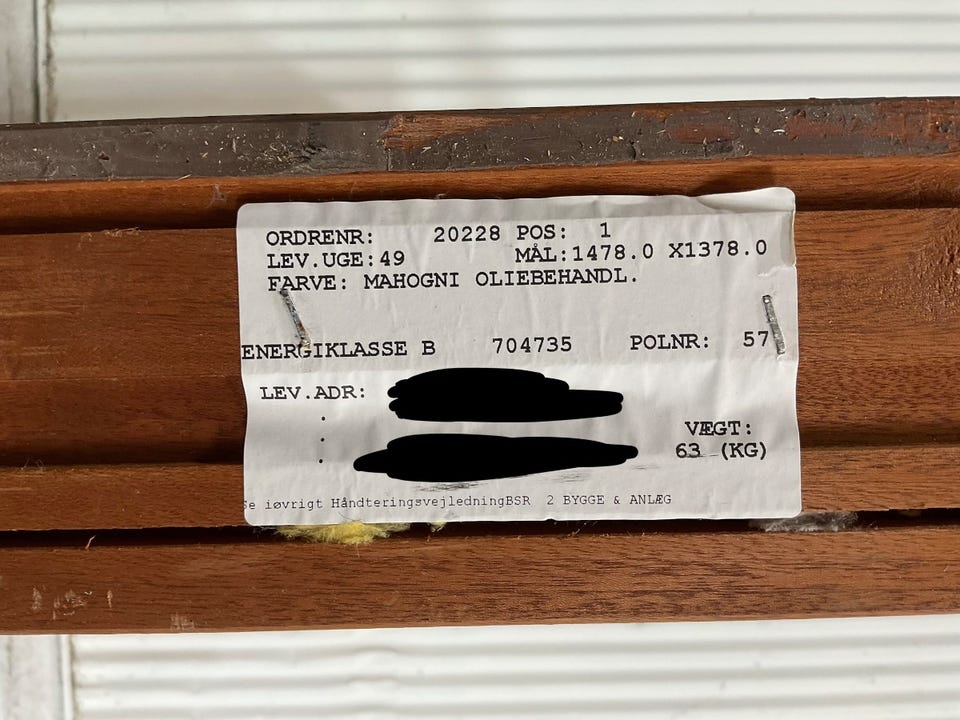 ORDRENR: 20228 POS: 1
LEV.UGE:49 MÅL:1478.0 X1378.0
FARVE: MAHOGNI OLIEBEHANDL.
ENERGIKLASSE B 704735 POLNR: 57
LEV.ADR:
:
VÆGT:
. 63 (KG)
Se iøvrigt HåndteringsvejledningBSR 2 BYGGE & ANLÆG